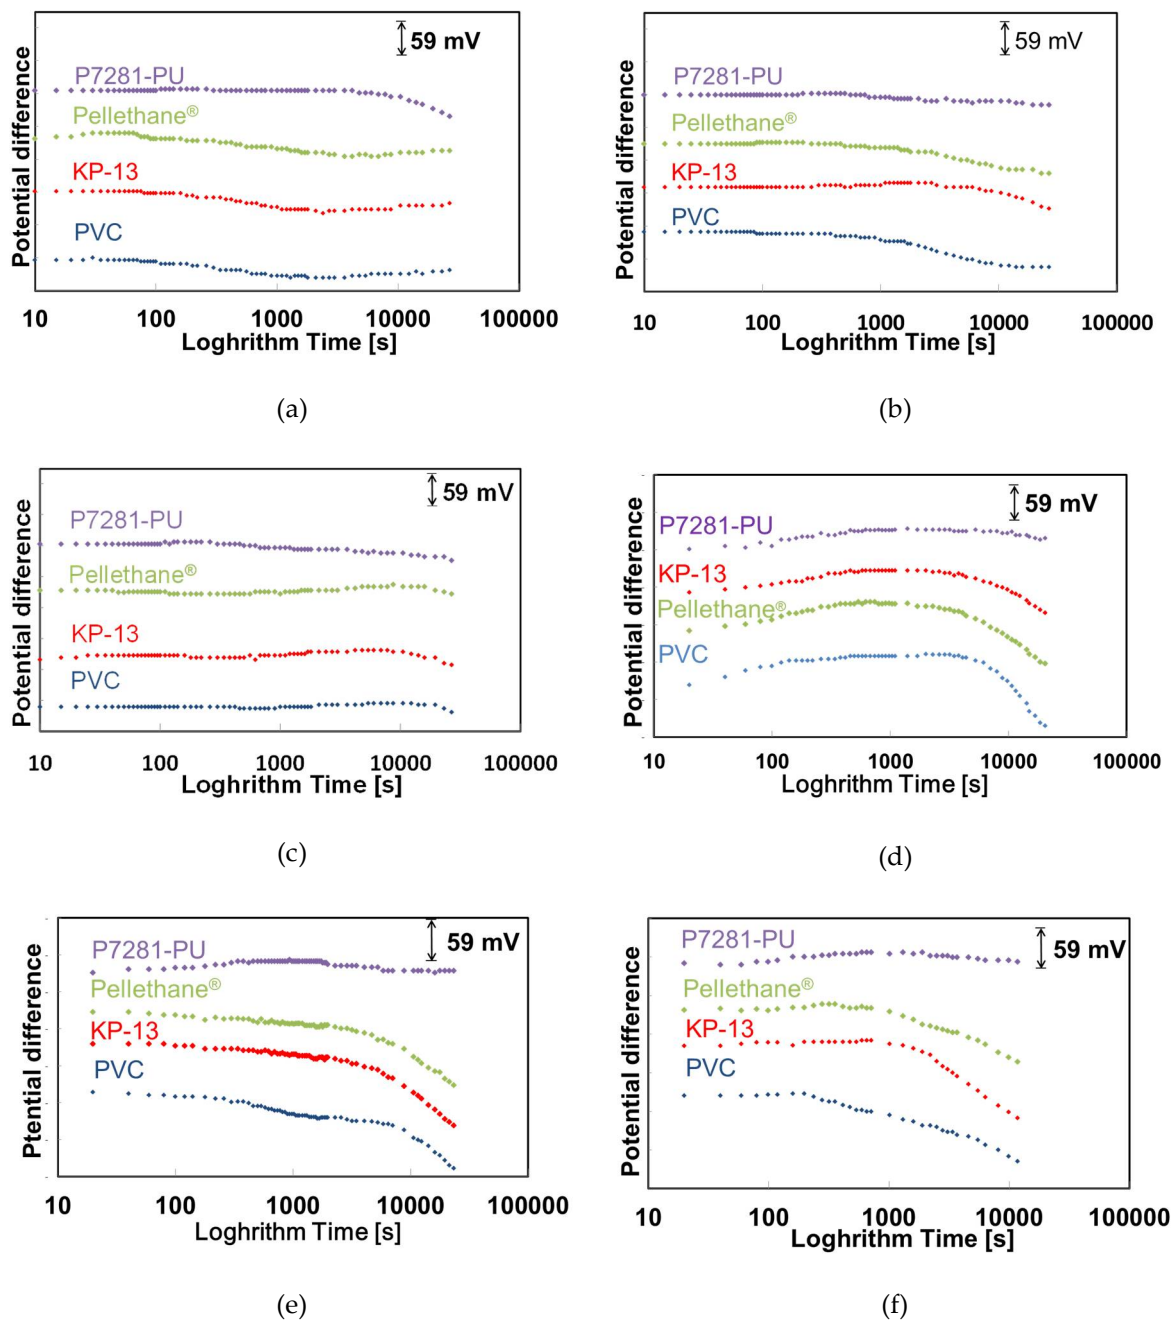 59 mV
P7281-PU
Pellethane®
KP-13
PVC
Potential difference
10 100 1000 10000 100000
Loghrithm Time [s]
(a)
59 mV
P7281-PU
Pellethane®
KP-13
PVC
Potential difference
10 100 1000 10000 100000
Loghrithm Time [s]
(b)
59 mV
P7281-PU
Pellethane®
KP-13
PVC
Potential difference
10 100 1000 10000 100000
Loghrithm Time [s]
(c)
59 mV
P7281-PU
KP-13
Pellethane®
PVC
Potential difference
10 100 1000 10000 100000
Loghrithm Time [s]
(d)
59 mV
P7281-PU
Pellethane®
KP-13
PVC
Ptential difference
10 100 1000 10000 100000
Loghrithm Time [s]
(e)
59 mV
P7281-PU
Pellethane®
KP-13
PVC
Potential difference
10 100 1000 10000 100000
Loghrithm Time [s]
(f)